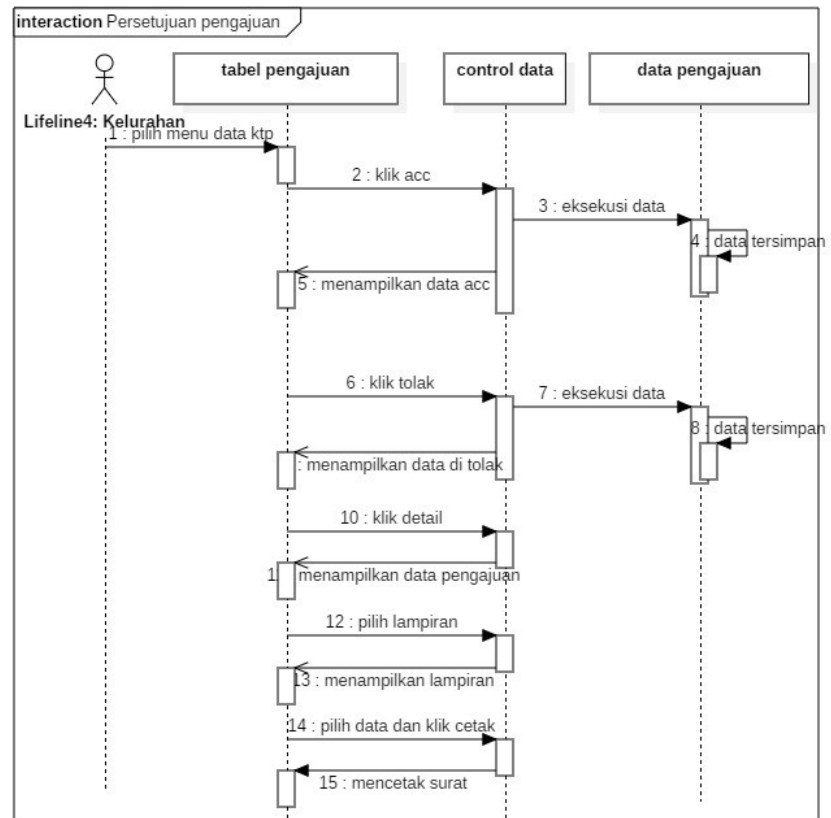 interaction Persetujuan pengajuan
tabel pengajuan
control data
data pengajuan
Lifeline4: Kelurahan
1 : pilih menu data ktp
2 : klik acc
3 : eksekusi data
4 : data tersimpan
5 : menampilkan data acc
6 : klik tolak
7 : eksekusi data
8 : data tersimpan
: menampilkan data di tolak
10 : klik detail
1 menampilkan data pengajuan
12 : pilih lampiran
13 : menampilkan lampiran
14 : pilih data dan klik cetak
15 : mencetak surat